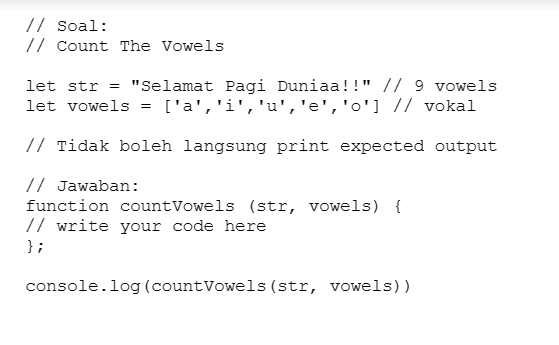 // Soal:
// Count The Vowels
let str = "Selamat Pagi Duniaa!!" // 9 vowels
let vowels = ['a','i','u','e','o'] // vokal
// Tidak boleh langsung print expected output
// Jawaban:
function countVowels (str, vowels) {
// write your code here
};
console.log(countVowels(str, vowels))